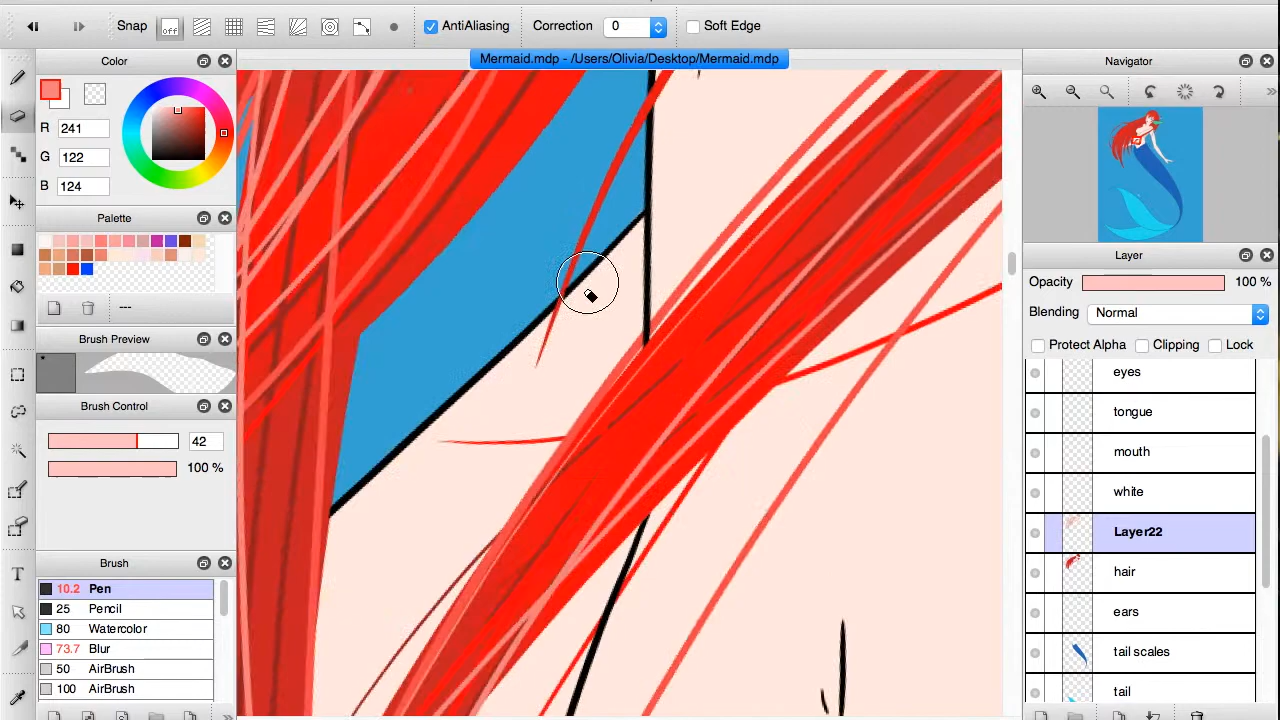 Snap off AntiAliasing Correction 0 Soft Edge
Mermaid.mdp - /Users/Olivia/Desktop/Mermaid.mdp
Color
R 241
G 122
B 124
Palette
---
Brush Preview
*
Brush Control
42
100 %
Brush
10.2 Pen
25 Pencil
80 Watercolor
73.7 Blur
50 AirBrush
100 AirBrush
T
Navigator
Layer
Opacity 100 %
Blending Normal
Protect Alpha Clipping Lock
eyes
tongue
mouth
white
Layer22
hair
ears
tail scales
tail